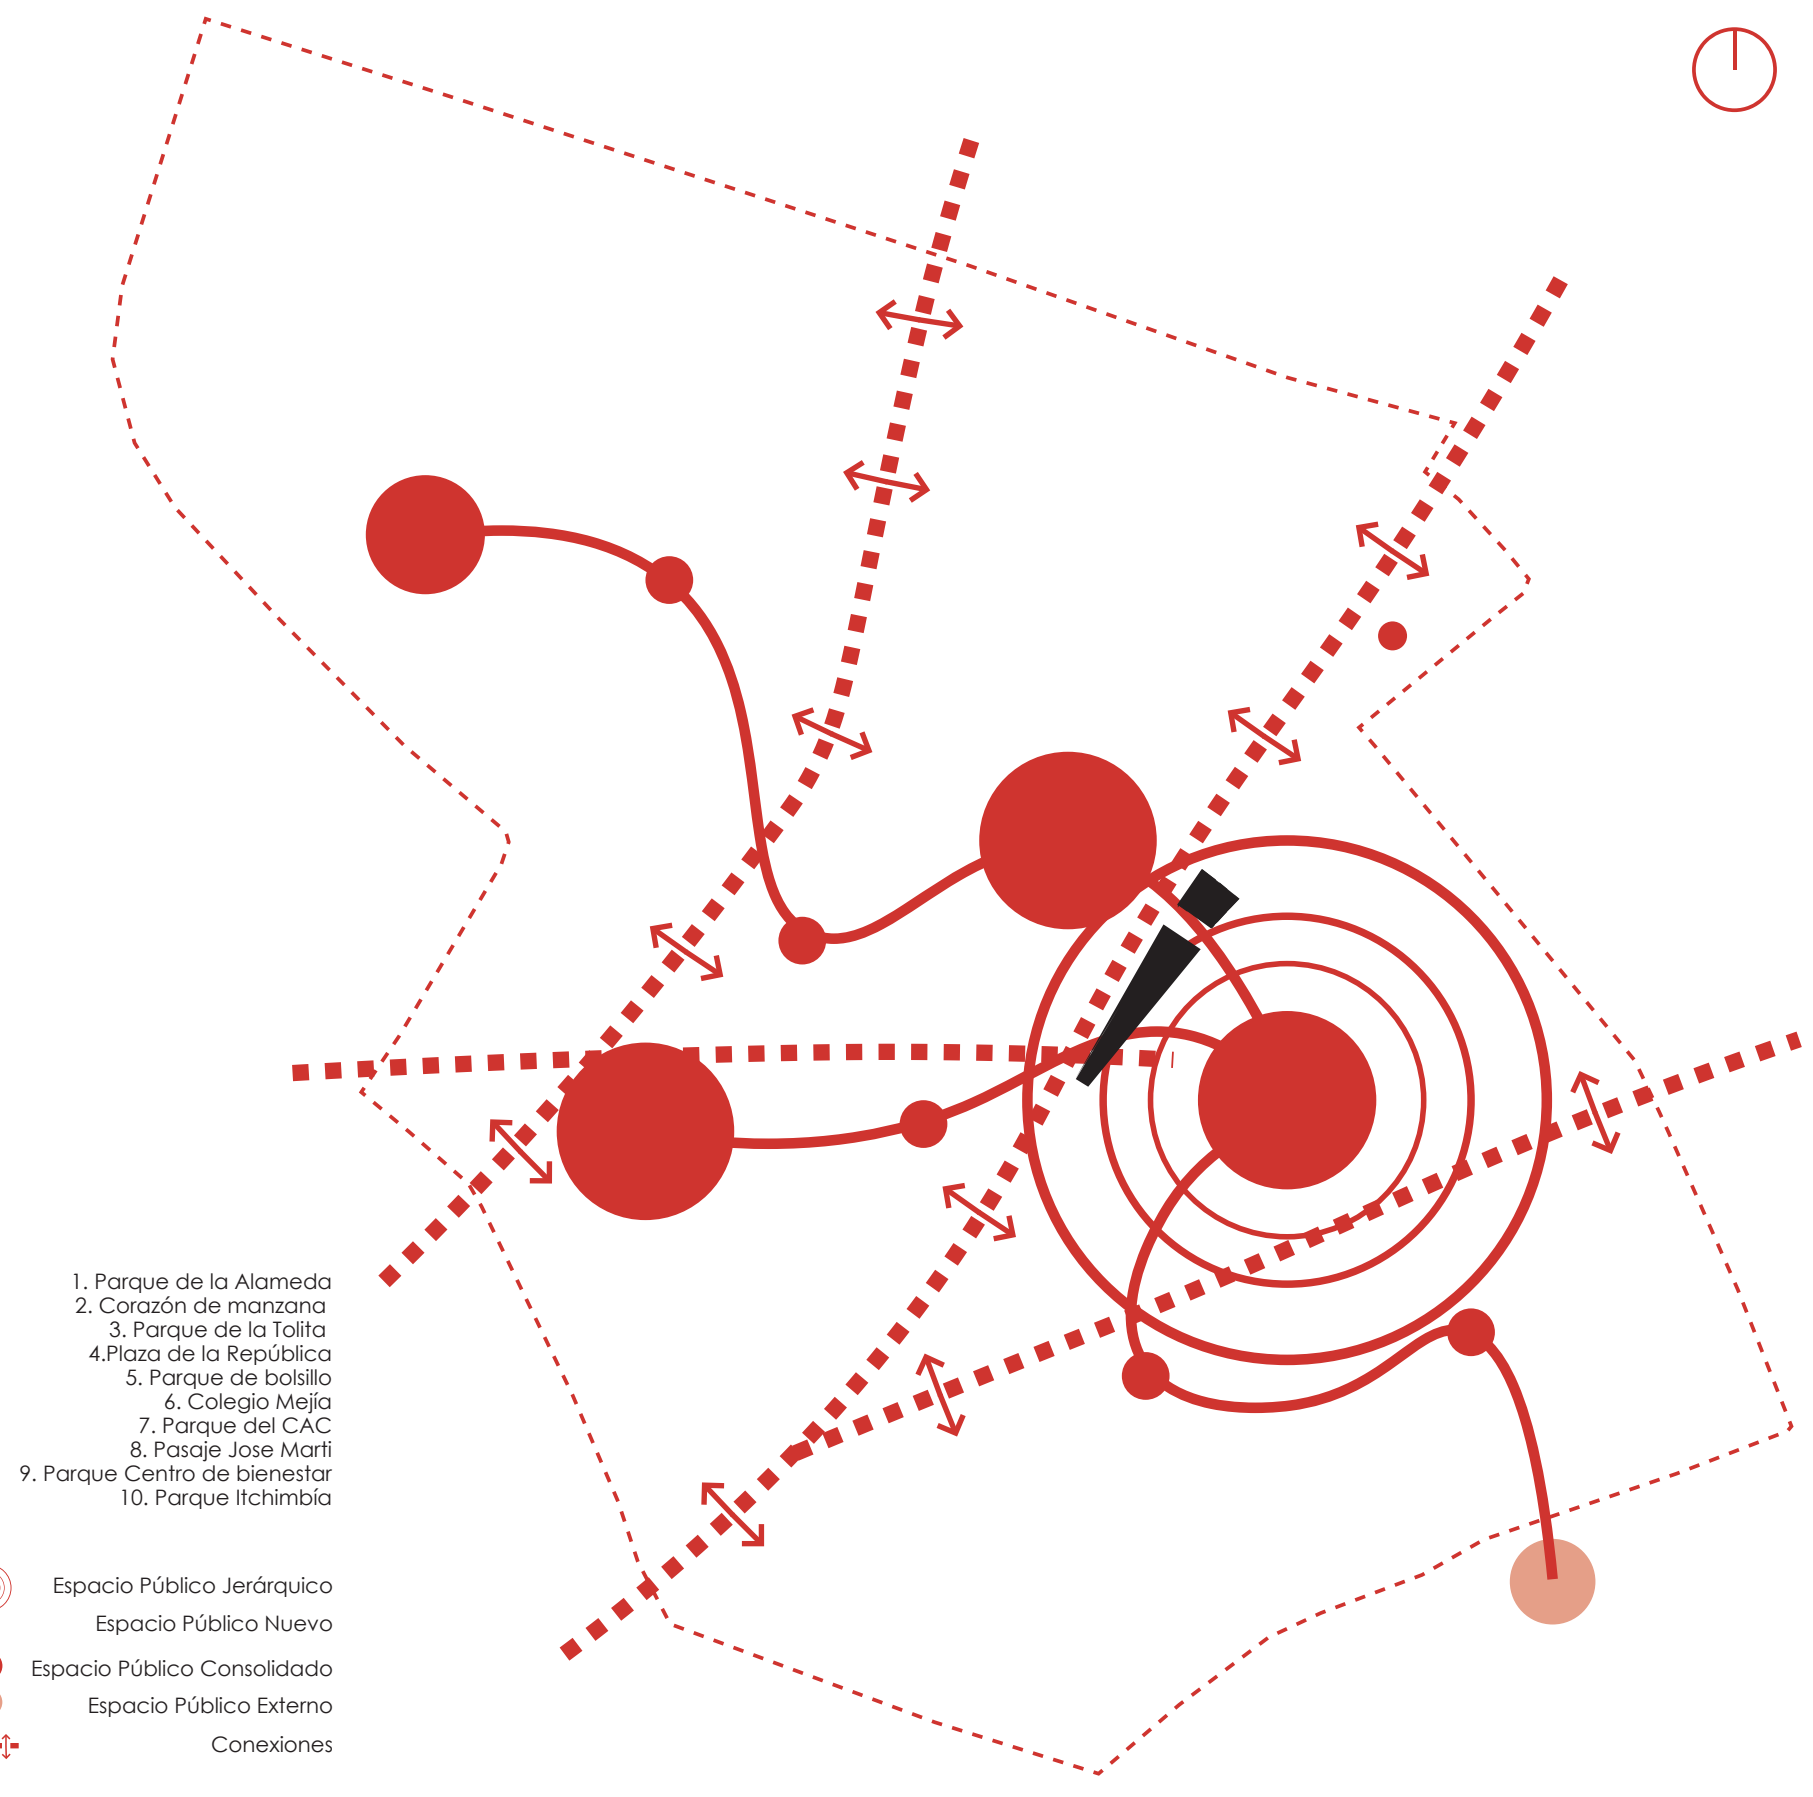 1. Parque de la Alameda
2. Corazón de manzana
3. Parque de la Tolita
4.Plaza de la República
5. Parque de bolsillo
6. Colegio Mejía
7. Parque del CAC
8. Pasaje Jose Marti
9. Parque Centro de bienestar
10. Parque Itchimbía
Espacio Público Jerárquico
Espacio Público Nuevo
Espacio Público Consolidado
Espacio Público Externo
Conexiones